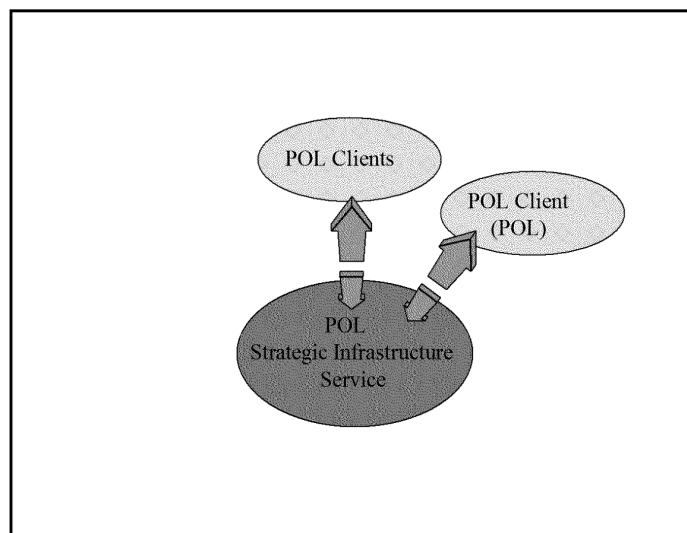 POL Clients
POL Client
(POL)
POL
Strategic Infrastructure
Service